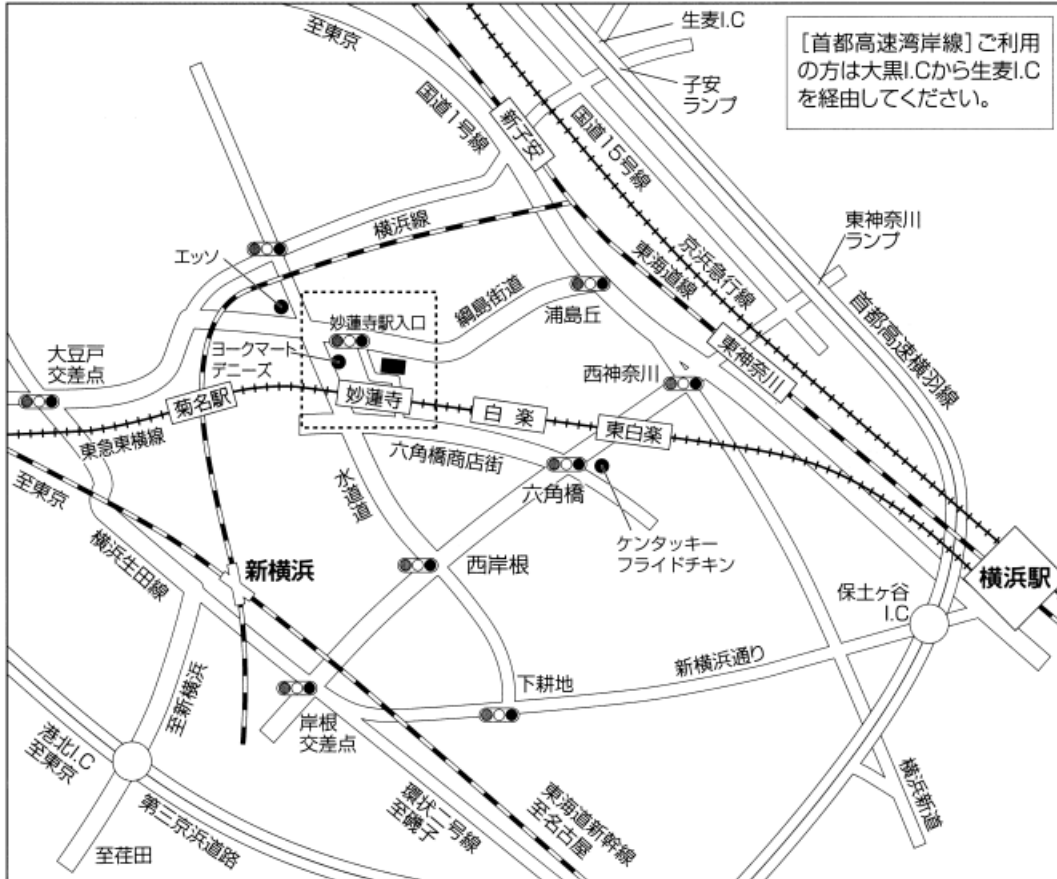 至東京
生麦I.C
[首都高速湾岸線]ご利用
の方は大黒I.Cから生麦I.C
を経由してください。
子安
ランプ
国道1号線
新子安
国道15号線
横浜線
エッソ
東神奈川
ランプ
京浜急行線
東海道線
綱島街道
浦島丘
首都高速横羽線
妙蓮寺駅入口
ヨークマート
デニーズ
大豆戸
交差点
西神奈川
東神奈川
菊名駅
妙蓮寺
白楽
東白楽
東急東横線
六角橋商店街
至東京
水道道
六角橋
ケンタッキー
フライドチキン
横浜生田線
新横浜
西岸根
横浜駅
保土ヶ谷
I.C
新横浜通り
下耕地
至新横浜
岸根
交差点
港北I.C
至東京
環状二号線
至磯子
東海道新幹線
至名古屋
横浜新道
第三京浜道路
至荏田